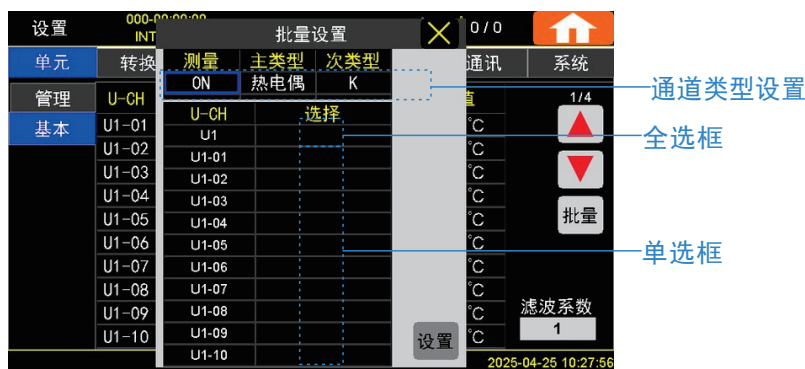 设置
000-00:00:00
INT
批量设置
0/0
单元
转换
通讯
系统
测量 主类型 次类型
ON 热电偶 K
通道类型设置
管理
基本
U-CH
值
1/4
U-CH 选择
全选框
U1
U1-01
U1-02
U1-03
U1-04
U1-05
U1-06
U1-07
U1-08
U1-09
U1-10
单选框
U1-01 ℃
U1-02 ℃
U1-03 ℃
U1-04 ℃
U1-05 ℃
U1-06 ℃
U1-07 ℃
U1-08 ℃
U1-09 ℃
U1-10 ℃
批量
滤波系数
1
设置
2025-04-25 10:27:56